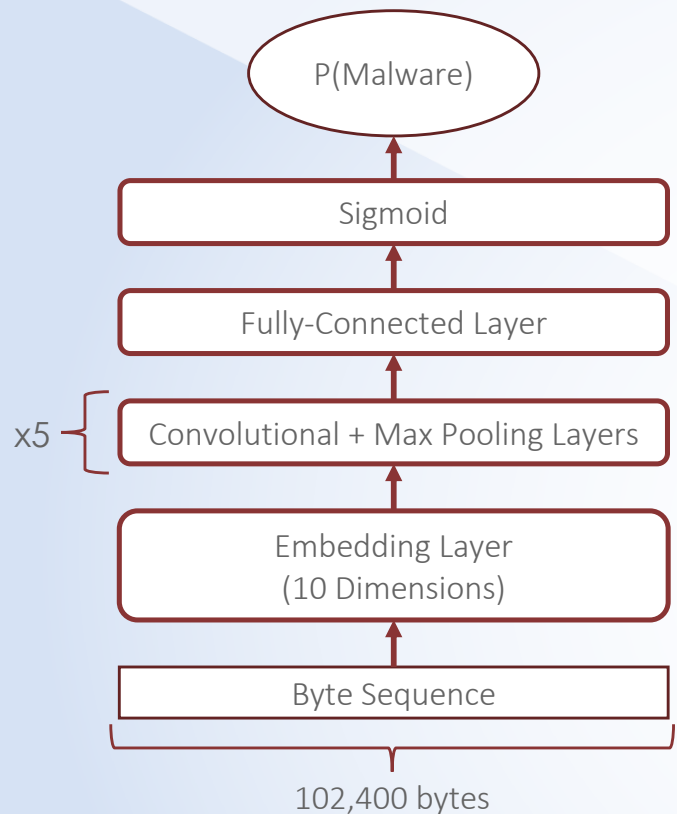 P(Malware)
Sigmoid
Fully-Connected Layer
x5
Convolutional + Max Pooling Layers
Embedding Layer
(10 Dimensions)
Byte Sequence
102,400 bytes